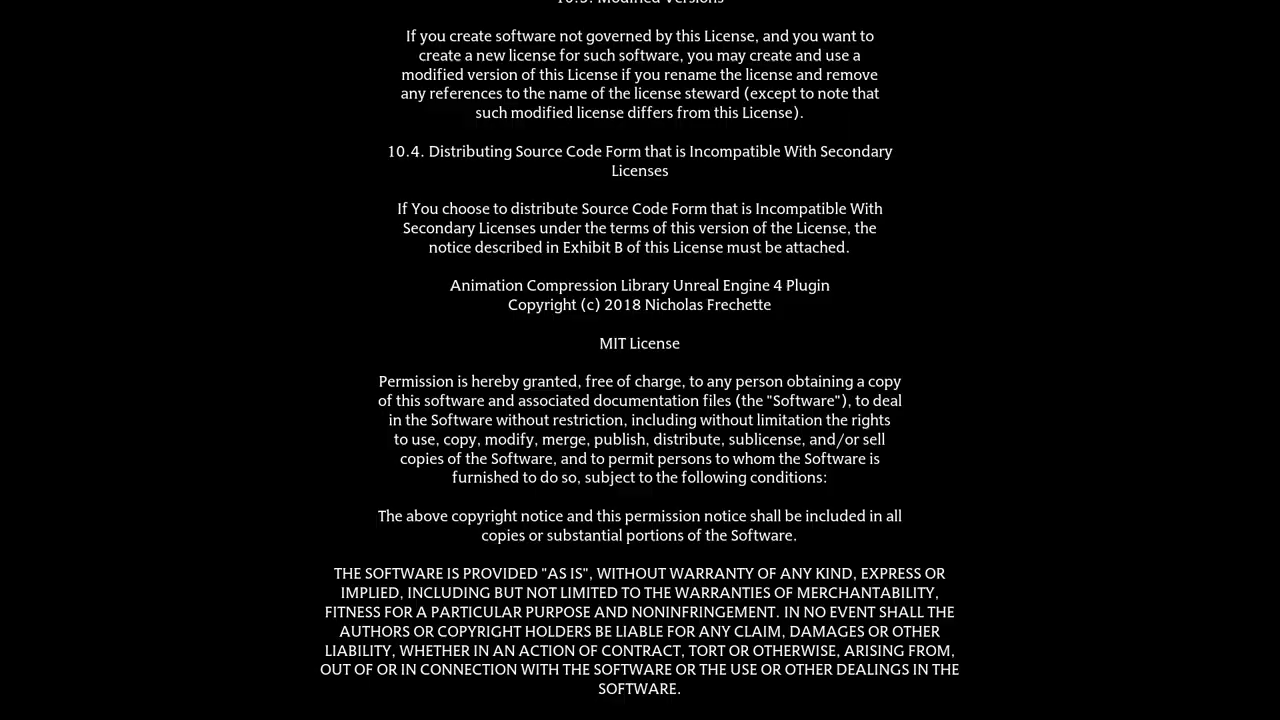 10.3. Modified Versions
If you create software not governed by this License, and you want to
create a new license for such software, you may create and use a
modified version of this License if you rename the license and remove
any references to the name of the license steward (except to note that
such modified license differs from this License).
10.4. Distributing Source Code Form that is Incompatible With Secondary
Licenses
If You choose to distribute Source Code Form that is Incompatible With
Secondary Licenses under the terms of this version of the License, the
notice described in Exhibit B of this License must be attached.
Animation Compression Library Unreal Engine 4 Plugin
Copyright (c) 2018 Nicholas Frechette
MIT License
Permission is hereby granted, free of charge, to any person obtaining a copy
of this software and associated documentation files (the "Software"), to deal
in the Software without restriction, including without limitation the rights
to use, copy, modify, merge, publish, distribute, sublicense, and/or sell
copies of the Software, and to permit persons to whom the Software is
furnished to do so, subject to the following conditions:
The above copyright notice and this permission notice shall be included in all
copies or substantial portions of the Software.
THE SOFTWARE IS PROVIDED "AS IS", WITHOUT WARRANTY OF ANY KIND, EXPRESS OR
IMPLIED, INCLUDING BUT NOT LIMITED TO THE WARRANTIES OF MERCHANTABILITY,
FITNESS FOR A PARTICULAR PURPOSE AND NONINFRINGEMENT. IN NO EVENT SHALL THE
AUTHORS OR COPYRIGHT HOLDERS BE LIABLE FOR ANY CLAIM, DAMAGES OR OTHER
LIABILITY, WHETHER IN AN ACTION OF CONTRACT, TORT OR OTHERWISE, ARISING FROM,
OUT OF OR IN CONNECTION WITH THE SOFTWARE OR THE USE OR OTHER DEALINGS IN THE
SOFTWARE.